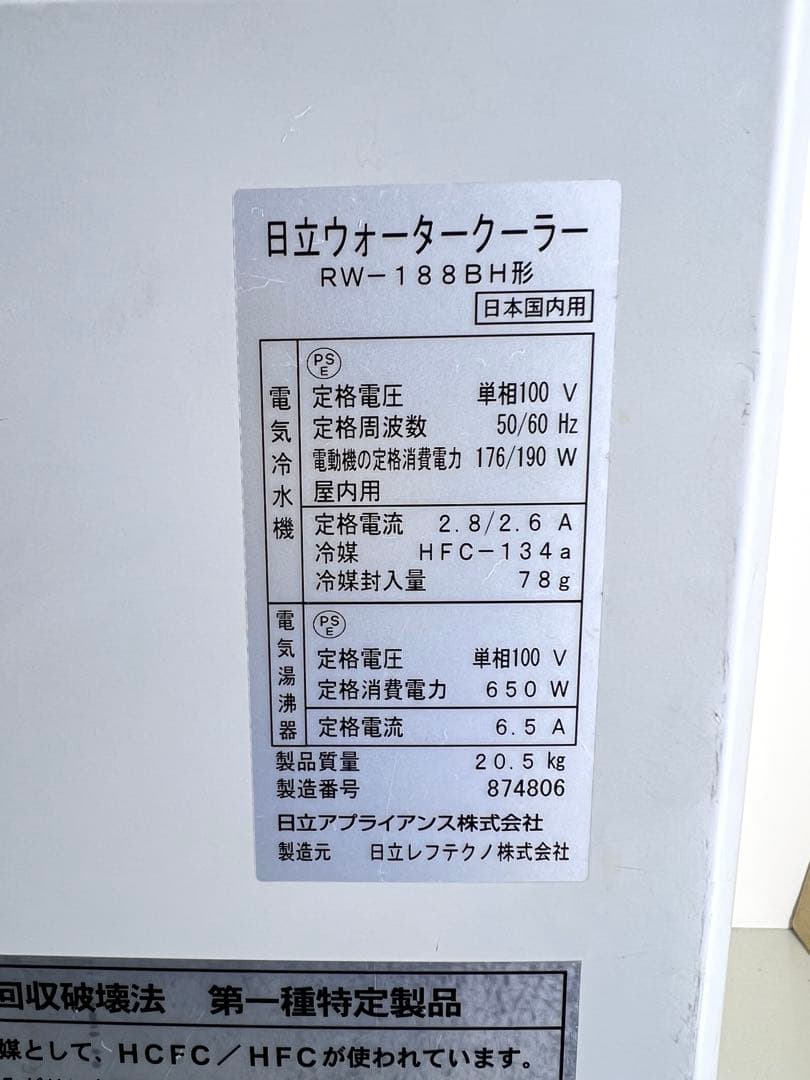 日立ウォータークーラー
RW-188BH形
日本国内用
電気冷水機
PS
E
定格電圧 単相100 V
定格周波数 50/60 Hz
電動機の定格消費電力 176/190 W
屋内用
定格電流 2.8/2.6 A
冷媒 HFC-134a
冷媒封入量 78g
電気湯沸器
PS
E
定格電圧 単相100 V
定格消費電力 650 W
定格電流 6.5 A
製品質量 20.5 kg
製造番号 874806
日立アプライアンス株式会社
製造元 日立レフテクノ株式会社
回収破壊法 第一種特定製品
媒として、HCFC/HFCが使われています。